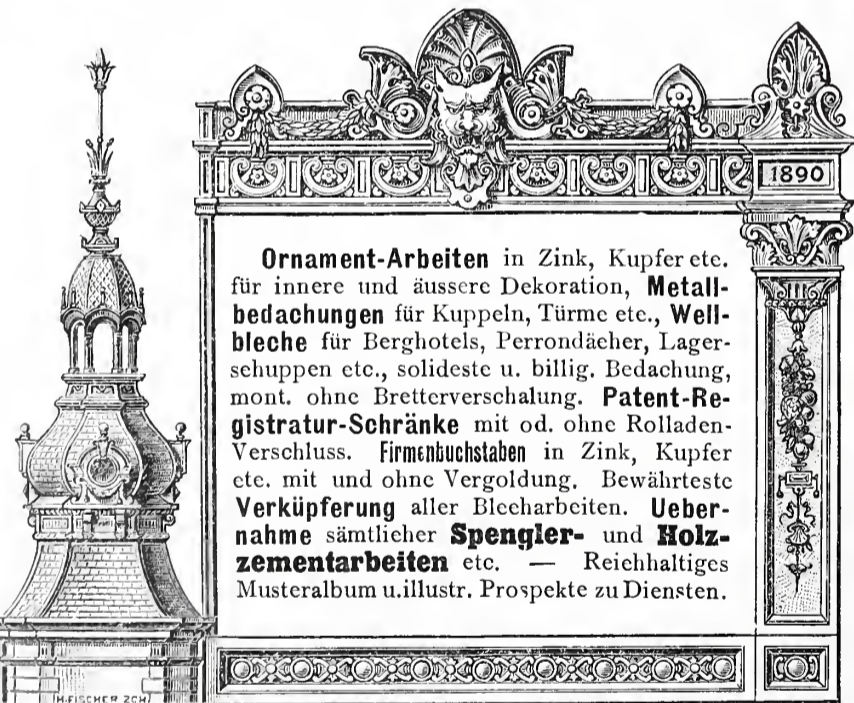 1890
Ornament-Arbeiten in Zink, Kupfer etc.
für innere und äussere Dekoration, Metall-
bedachungen für Kuppeln, Türme etc., Well-
bleche für Berghotels, Perrondächer, Lager-
schuppen etc., solideste u. billig. Bedachung,
mont. ohne Bretterverschalung. Patent-Re-
gistratur-Schränke mit od. ohne Rolladen-
Verschluss. Firmenbuchstaben in Zink, Kupfer
etc. mit und ohne Vergoldung. Bewährteste
Verküpferung aller Blecharbeiten. Ueber-
nahme sämtlicher Spengler- und Holz-
zementarbeiten etc. — Reichhaltiges
Musteralbum u. illustr. Prospekte zu Diensten.
H. FISCHER ZCH